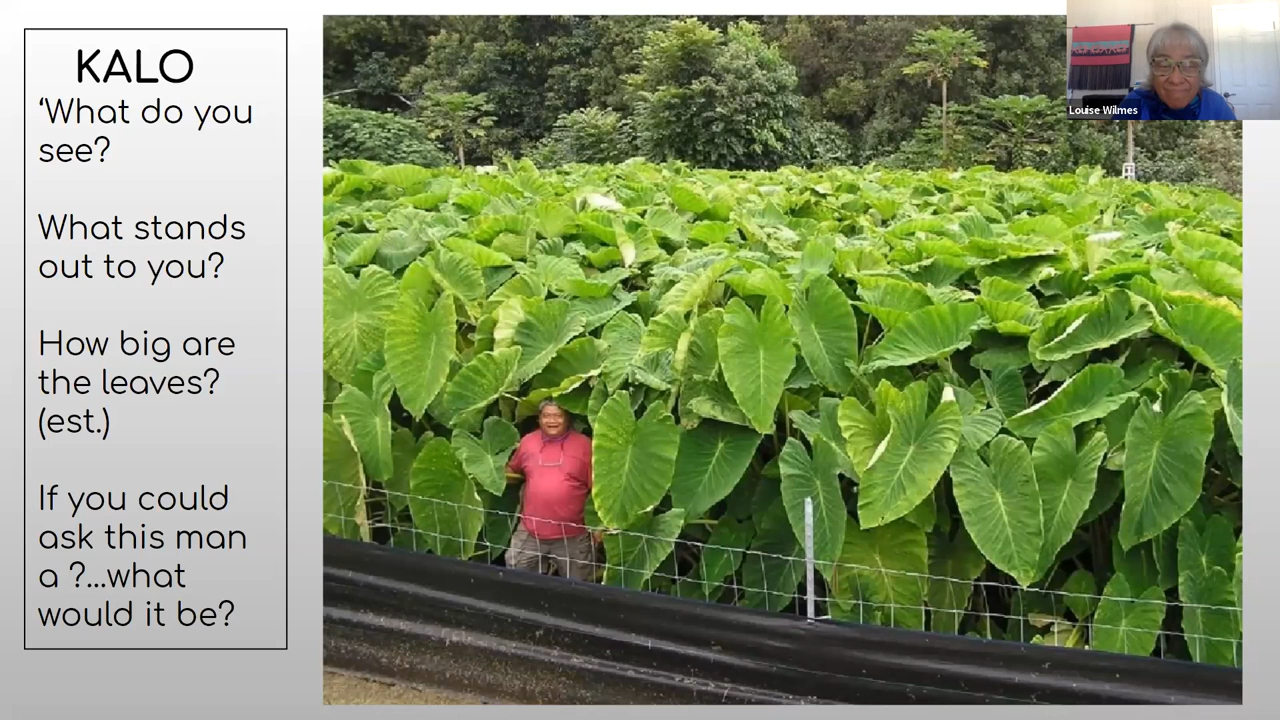 KALO
‘What do you
see?
What stands
out to you?
How big are
the leaves?
(est.)
If you could
ask this man
a ?...what
would it be?
Louise Wilmes